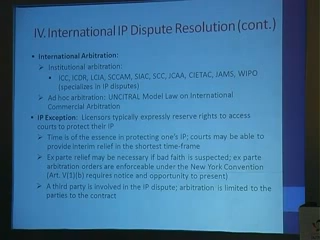 IV. International IP Dispute Resolution (cont.)
International Arbitration:
Institutional arbitration:
ICC, ICDR, LCIA, SCCAM, SIAC, SCC, JCAA, CIETAC, JAMS, WIPO
(specializes in IP disputes)
Ad hoc arbitration: UNCITRAL Model Law on International
Commercial Arbitration
IP Exception: Licensors typically expressly reserve rights to access
courts to protect their IP
Time is of the essence in protecting one's IP; courts may be able to
provide interim relief in the shortest time-frame
Ex parte relief may be necessary if bad faith is suspected; ex parte
arbitration orders are enforceable under the New York Convention
(Art. V(1)(b) requires notice and opportunity to present)
A third party is involved in the IP dispute; arbitration is limited to the
parties to the contract